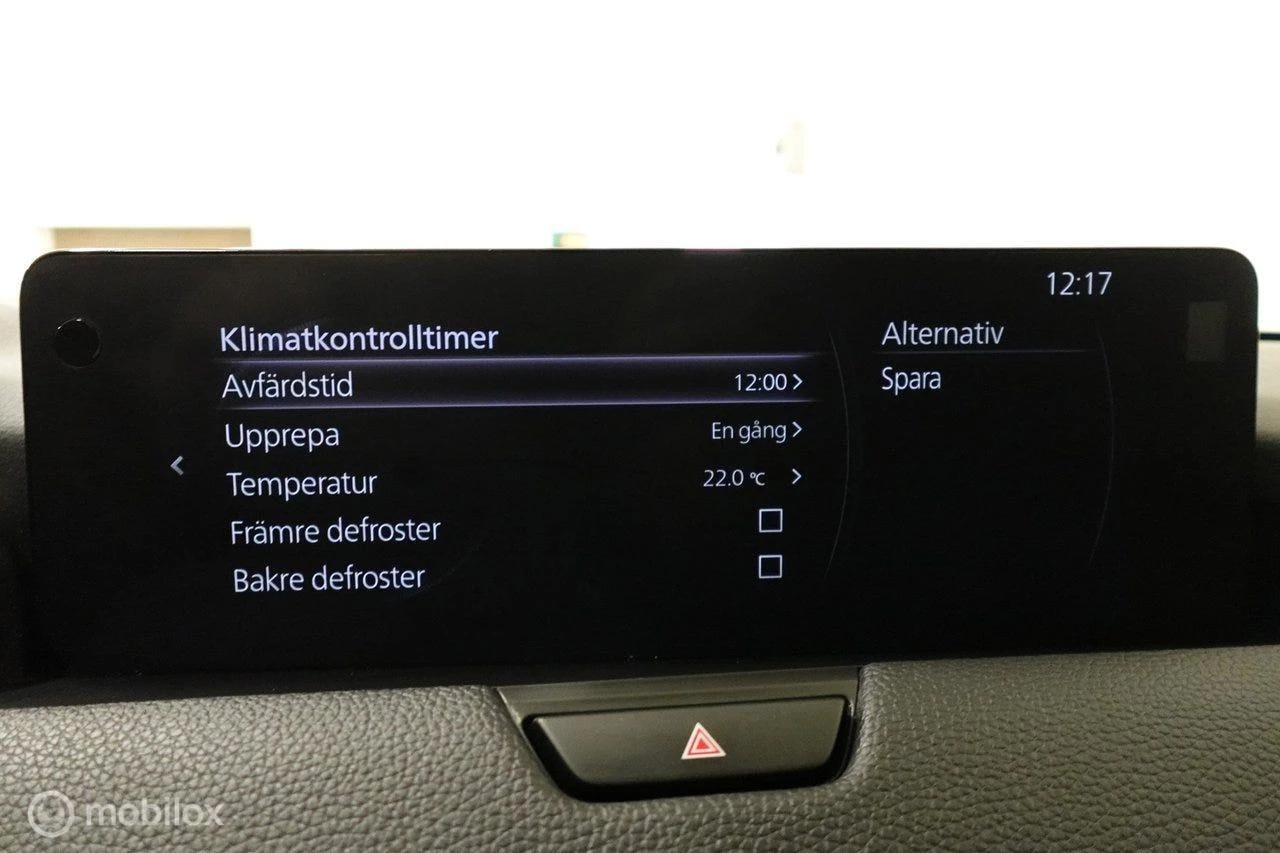 12:17
Klimatkontrolltimer
Avfärdstid 12:00
Upprepa En gång
Temperatur 22.0 °C
Främre defroster
Bakre defroster
Alternativ
Spara
mobilox